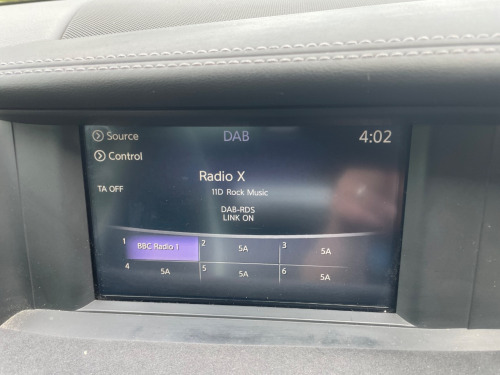 Source
DAB
4:02
Control
Radio X
TA OFF
11D Rock Music
DAB-RDS
LINK ON
1 BBC Radio 1
2 5A
3 5A
4 5A
5 5A
6 5A